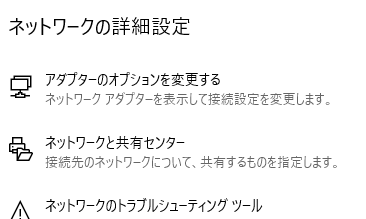 ネットワークの詳細設定
アダプターのオプションを変更する
ネットワーク アダプターを表示して接続設定を変更します。
ネットワークと共有センター
接続先のネットワークについて、共有するものを指定します。
ネットワークのトラブルシューティング ツール